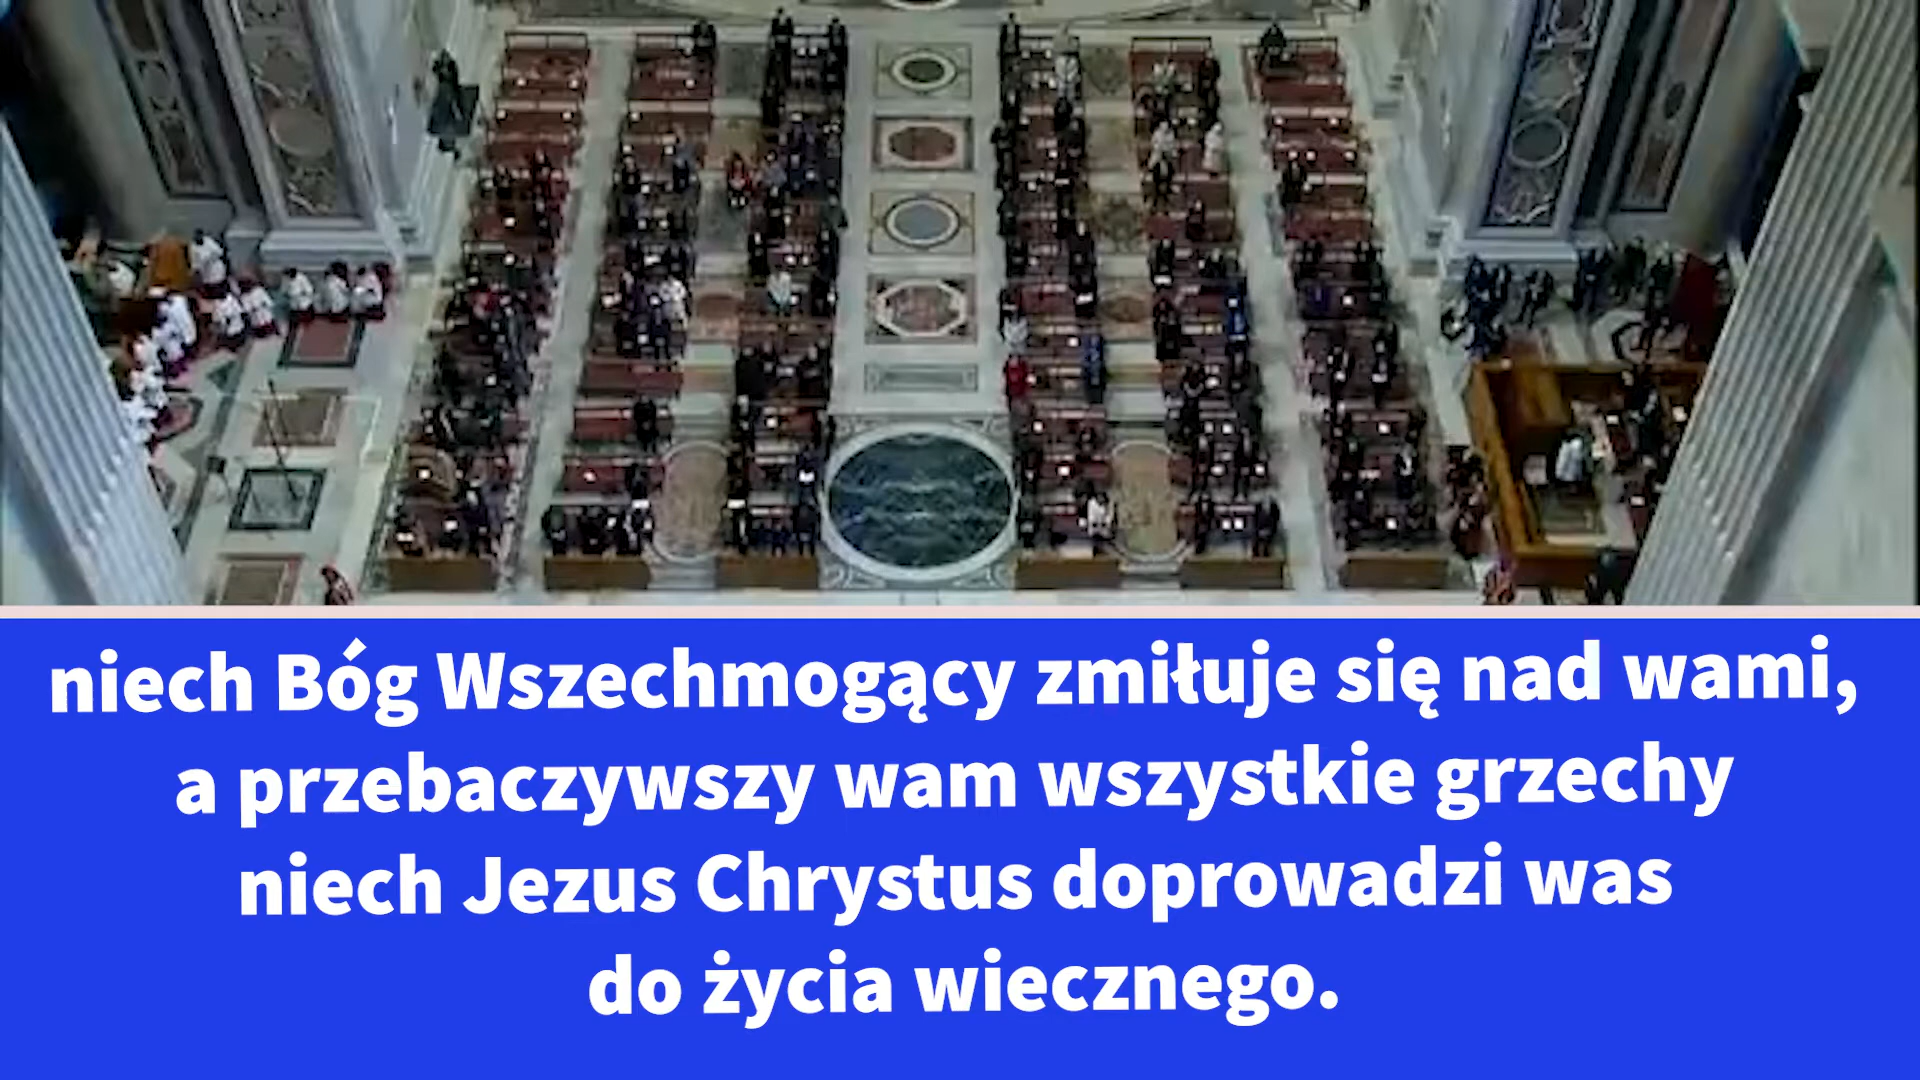 niech Bóg Wszechmogący zmiłuje się nad wami,
a przebaczywszy wam wszystkie grzechy
niech Jezus Chrystus doprowadzi was
do życia wiecznego.